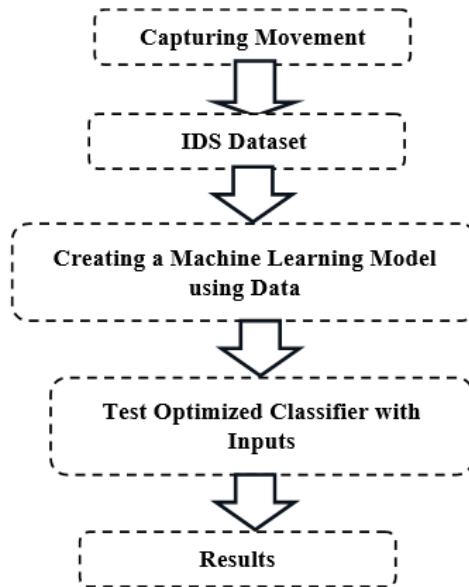 Capturing Movement
IDS Dataset
Creating a Machine Learning Model
using Data
Test Optimized Classifier with
Inputs
Results